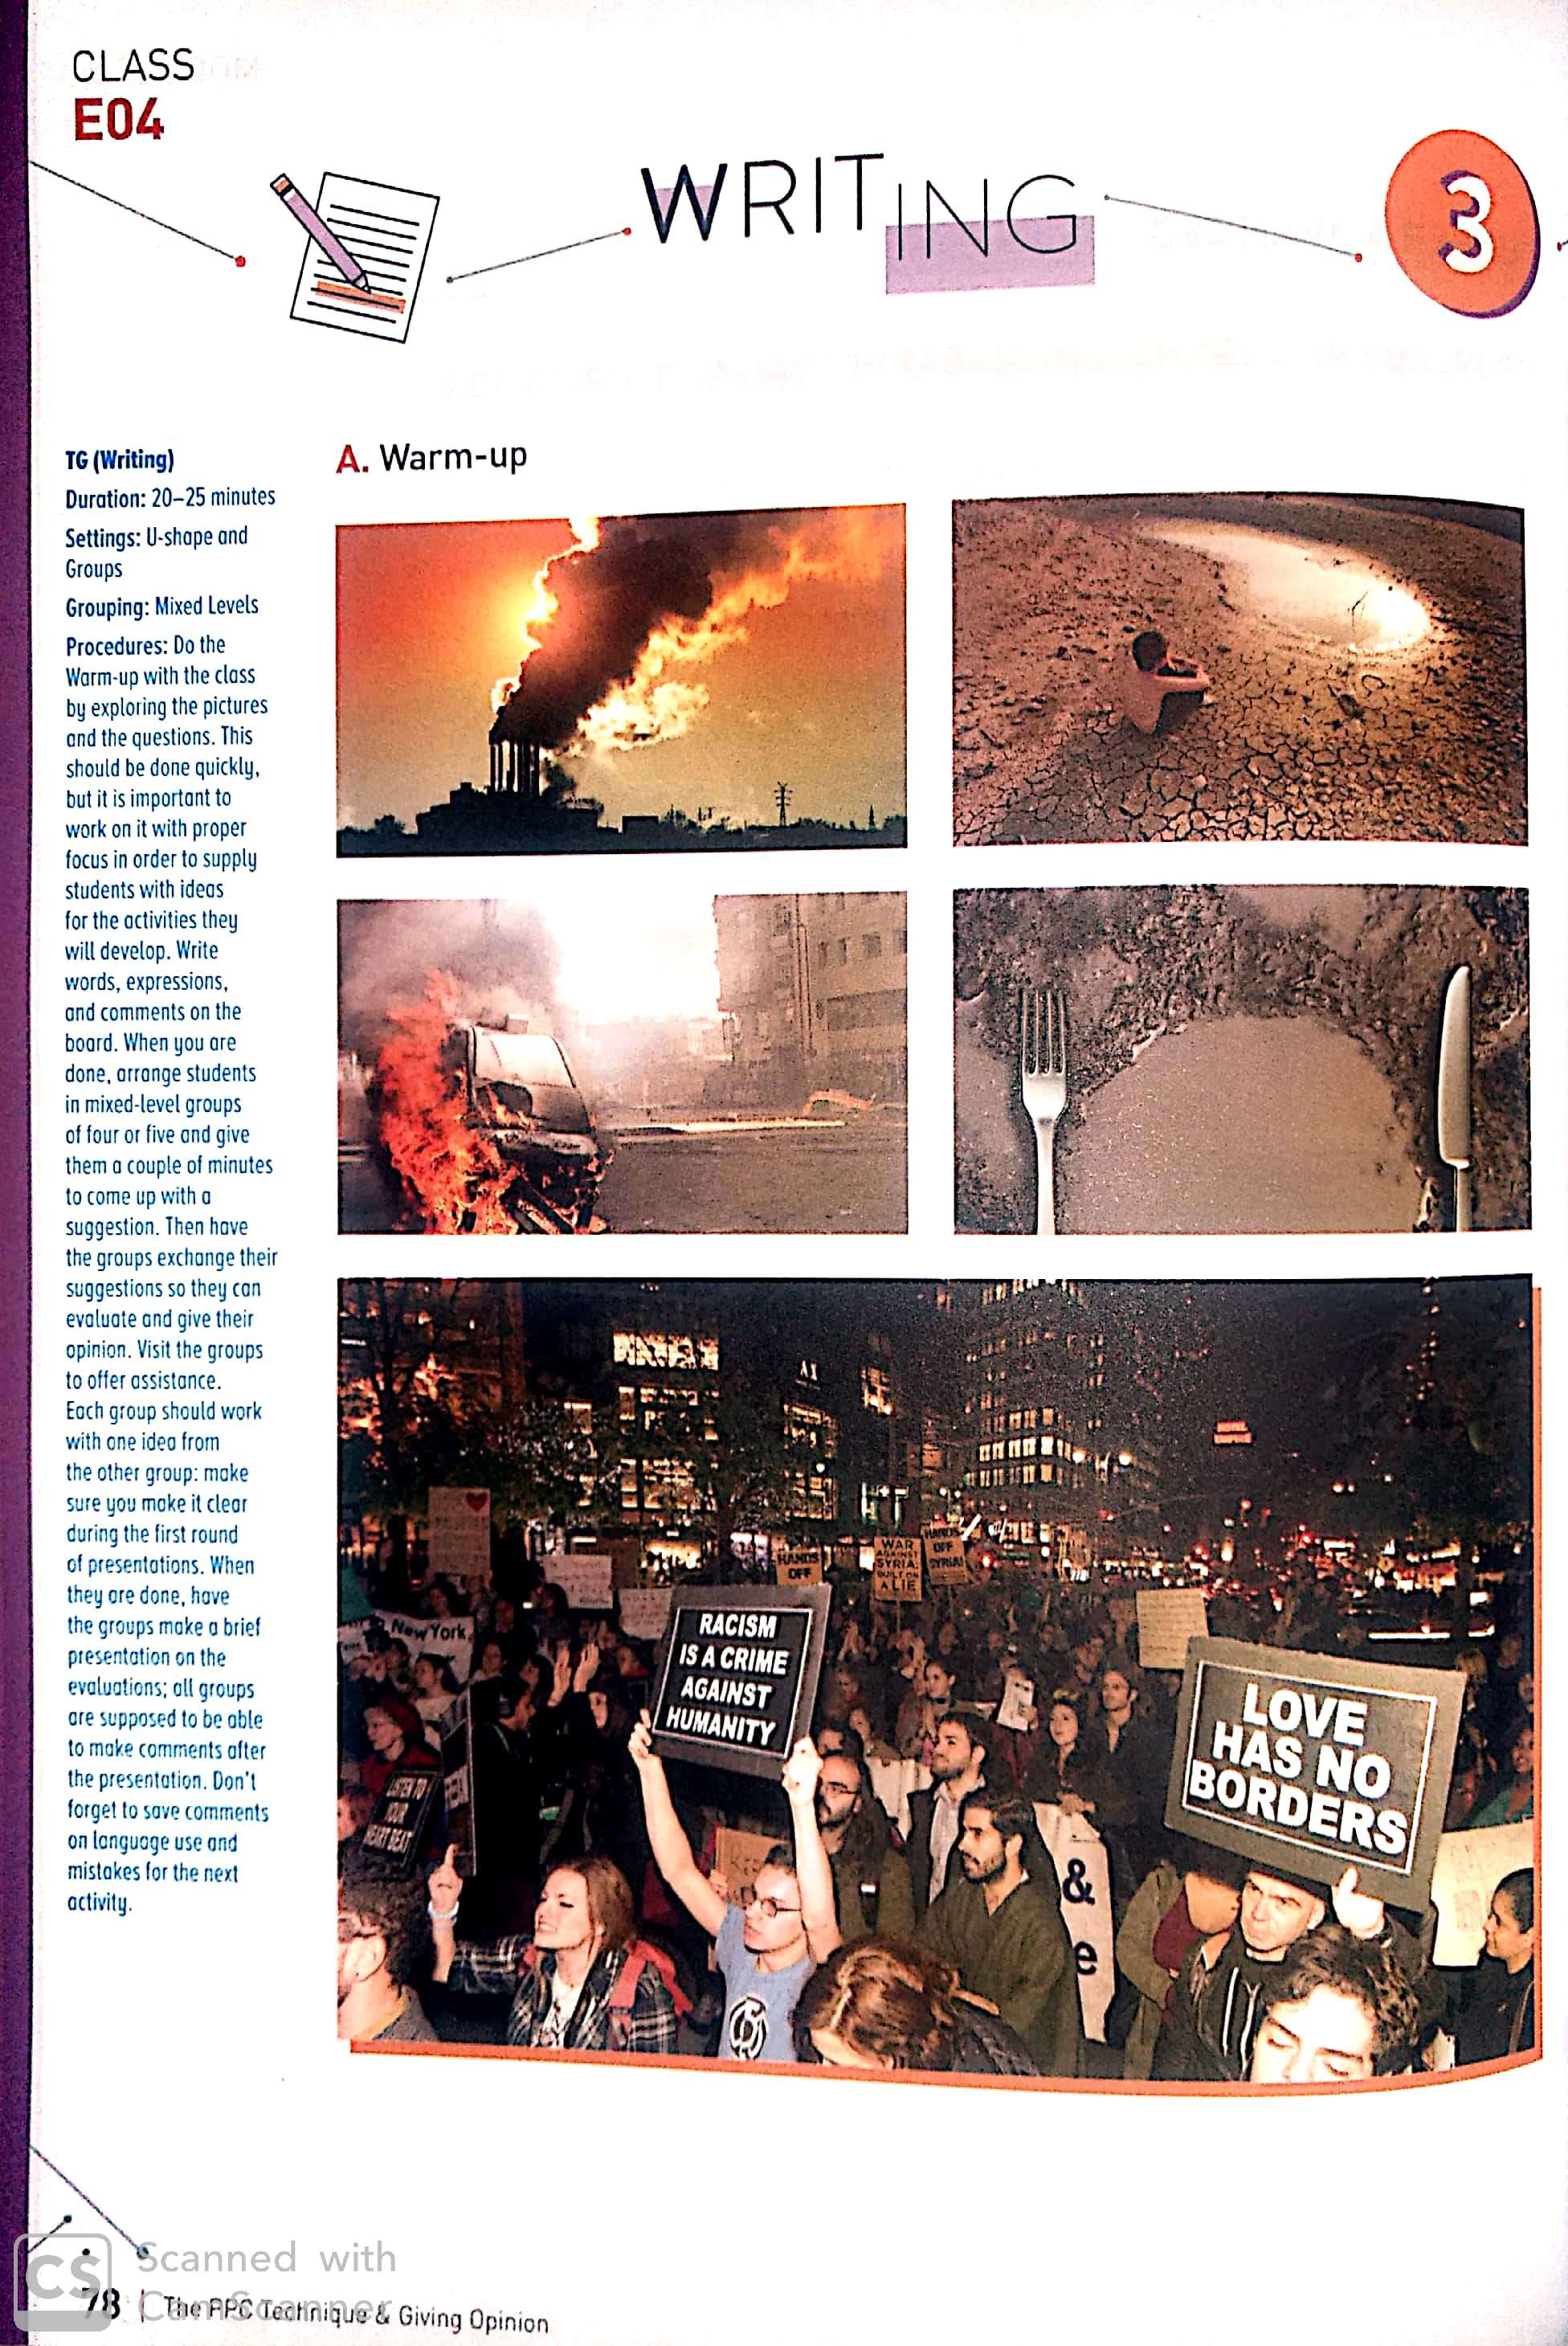 CLASS
E04
WRITING
3
TG (Writing)
Duration: 20–25 minutes
Settings: U-shape and
Groups
Grouping: Mixed Levels
Procedures: Do the
Warm-up with the class
by exploring the pictures
and the questions. This
should be done quickly,
but it is important to
work on it with proper
focus in order to supply
students with ideas
for the activities they
will develop. Write
words, expressions,
and comments on the
board. When you are
done, arrange students
in mixed-level groups
of four or five and give
them a couple of minutes
to come up with a
suggestion. Then have
the groups exchange their
suggestions so they can
evaluate and give their
opinion. Visit the groups
to offer assistance.
Each group should work
with one idea from
the other group: make
sure you make it clear
during the first round
of presentations. When
they are done, have
the groups make a brief
presentation on the
evaluations; all groups
are supposed to be able
to make comments after
the presentation. Don't
forget to save comments
on language use and
mistakes for the next
activity.
A. Warm-up
AX
HANDS
OFF
WAR
AGAINST
SYRIA:
BUILT ON
A LIE
HANDS
OFF
SYRIA!
New York
RACISM
IS A CRIME
AGAINST
HUMANITY
LOVE
HAS NO
BORDERS
LISTEN TO
YOUR
HEART BEAT
&
e
CS
Scanned with
CamScanner
78 | The PPC Technique & Giving Opinion